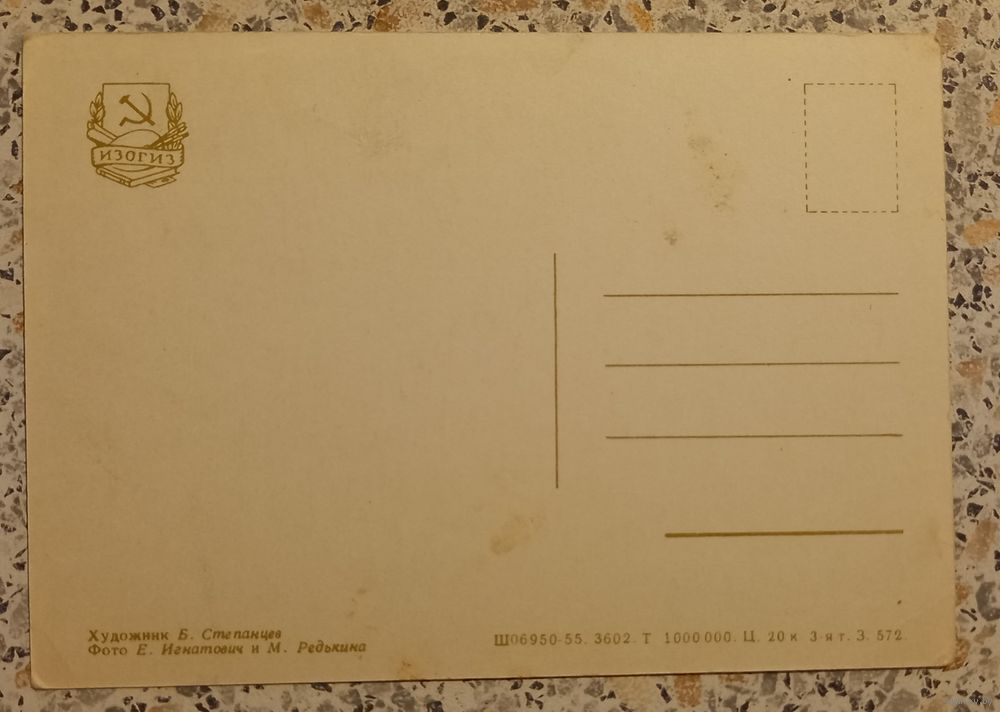 ИЗОГИЗ
Художник Б. Степанцев
Фото Е. Игнатович и М. Редькина
Ш06950-55. 3602. Т 1000000. Ц. 20 к 3-я т. З. 572.